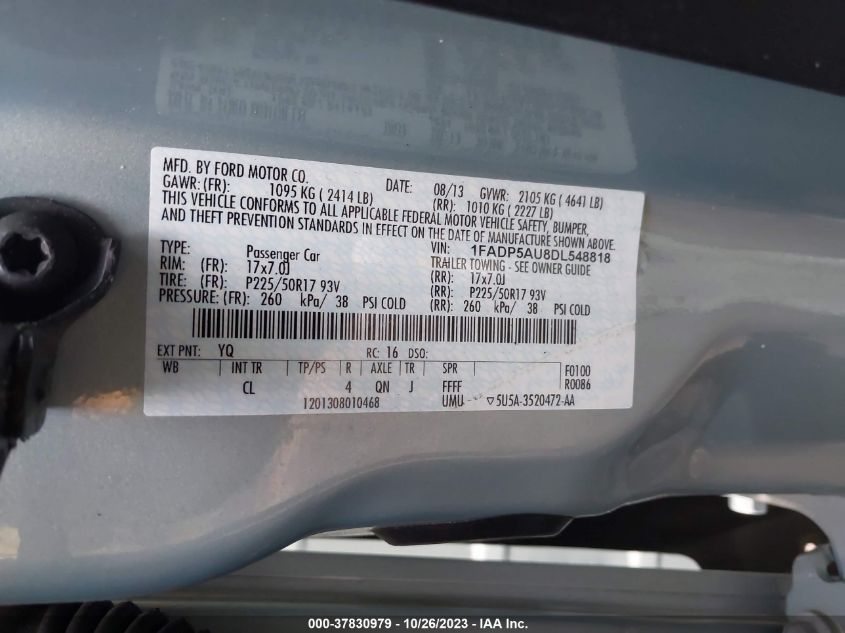 MFD. BY FORD MOTOR CO. DATE: 08/13 GVWR: 2105 KG ( 4641 LB)
GAWR: (FR): 1095 KG ( 2414 LB) (RR): 1010 KG ( 2227 LB)
THIS VEHICLE CONFORMS TO ALL APPLICABLE FEDERAL MOTOR VEHICLE SAFETY, BUMPER,
AND THEFT PREVENTION STANDARDS IN EFFECT ON THE DATE OF MANUFACTURE SHOWN ABOVE.
VIN: 1FADP5AU8DL548818
TYPE: Passenger Car TRAILER TOWING - SEE OWNER GUIDE
RIM: (FR): 17x7.0J (RR): 17x7.0J
TIRE: (FR): P225/50R17 93V (RR): P225/50R17 93V
PRESSURE: (FR): 260 kPa/ 38 PSI COLD (RR): 260 kPa/ 38 PSI COLD
EXT PNT: YQ RC: 16 DSO:
WB INT TR TP/PS R AXLE TR SPR F0100
CL 4 QN J FFFF R0086
1201308010468 UMU ▽5U5A-3520472-AA
000-37830979 - 10/26/2023 - IAA Inc.